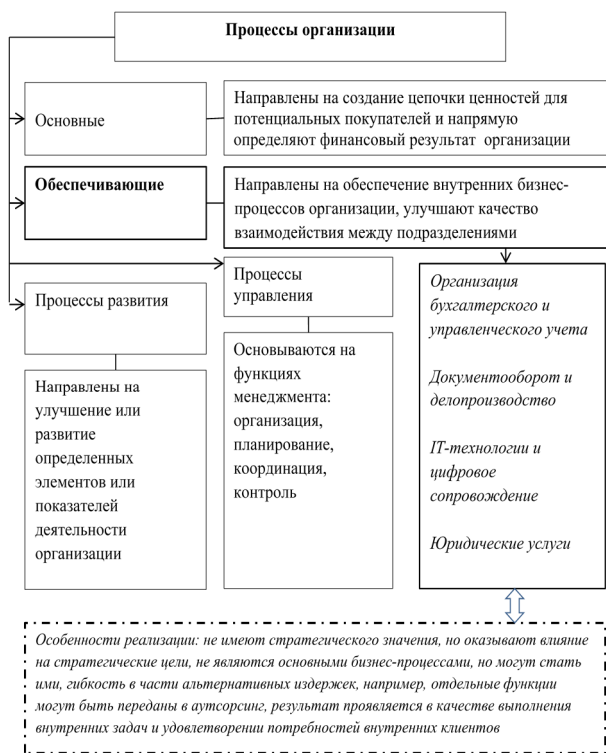 Процессы организации
Основные
Направлены на создание цепочки ценностей для
потенциальных покупателей и напрямую
определяют финансовый результат организации
Обеспечивающие
Направлены на обеспечение внутренних бизнес-
процессов организации, улучшают качество
взаимодействия между подразделениями
Процессы развития
Направлены на
улучшение или
развитие
определенных
элементов или
показателей
деятельности
организации
Процессы
управления
Основываются на
функциях
менеджмента:
организация,
планирование,
координация,
контроль
Организация
бухгалтерского и
управленческого учета
Документооборот и
делопроизводство
IT-технологии и
цифровое
сопровождение
Юридические услуги
Особенности реализации: не имеют стратегического значения, но оказывают влияние
на стратегические цели, не являются основными бизнес-процессами, но могут стать
ими, гибкость в части альтернативных издержек, например, отдельные функции
могут быть переданы в аутсорсинг, результат проявляется в качестве выполнения
внутренних задач и удовлетворении потребностей внутренних клиентов